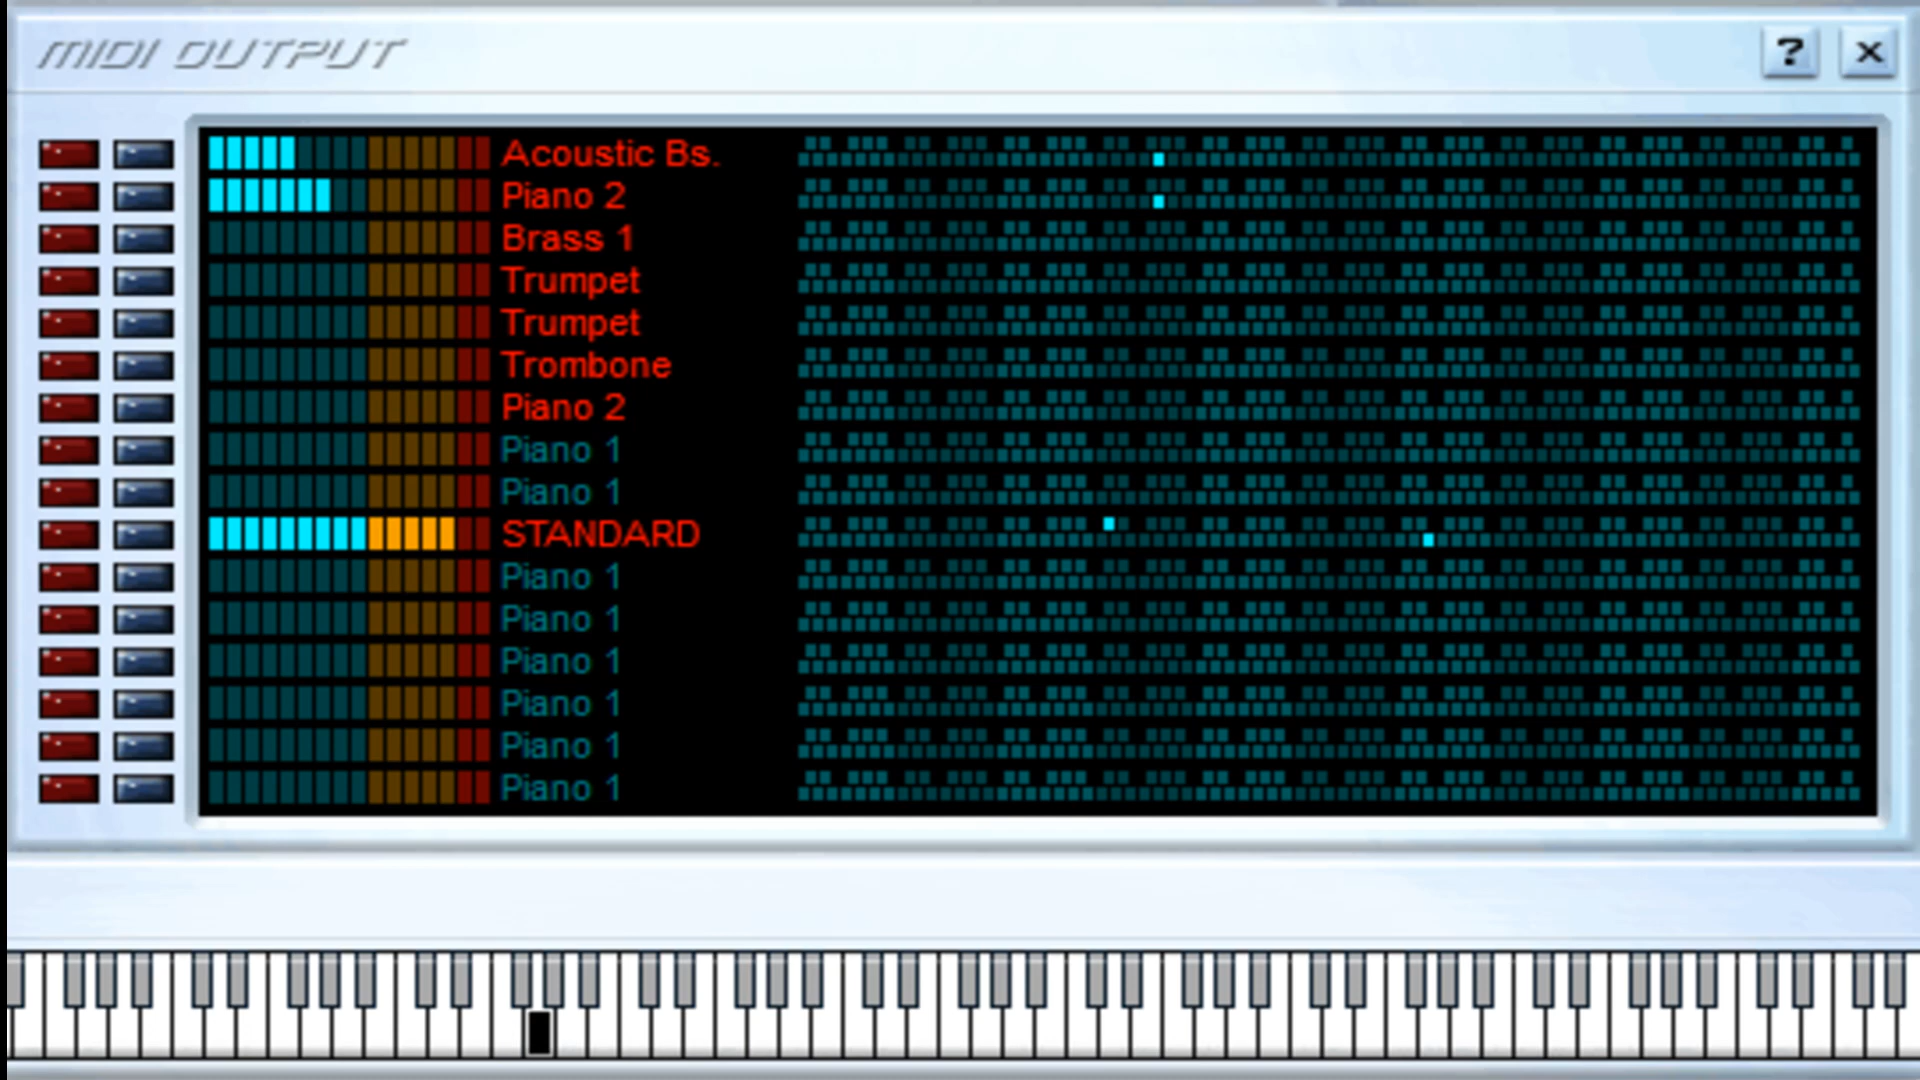 MIDI OUTPUT
? X
Acoustic Bs.
Piano 2
Brass 1
Trumpet
Trumpet
Trombone
Piano 2
Piano 1
Piano 1
STANDARD
Piano 1
Piano 1
Piano 1
Piano 1
Piano 1
Piano 1